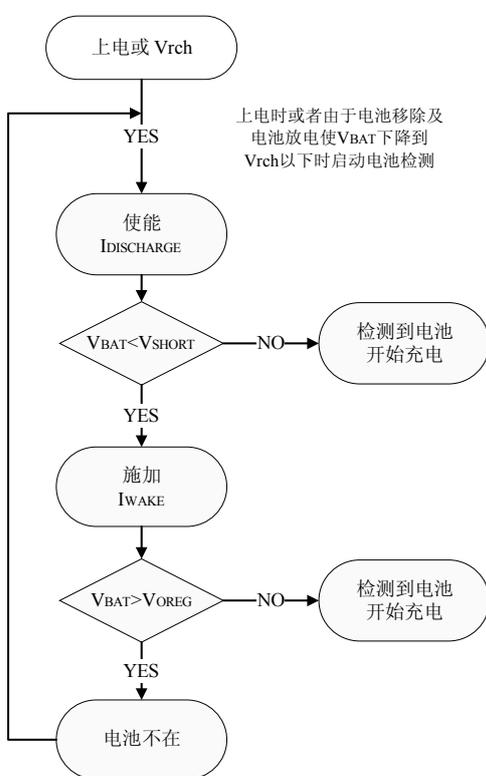 上电或 Vrch
上电时或者由于电池移除及
电池放电使VBAT下降到
Vrch以下时启动电池检测
YES
使能
IDISCHARGE
VBAT<VSHORT
NO
检测到电池
开始充电
YES
施加
IWAKE
VBAT>VOREG
NO
检测到电池
开始充电
YES
电池不在